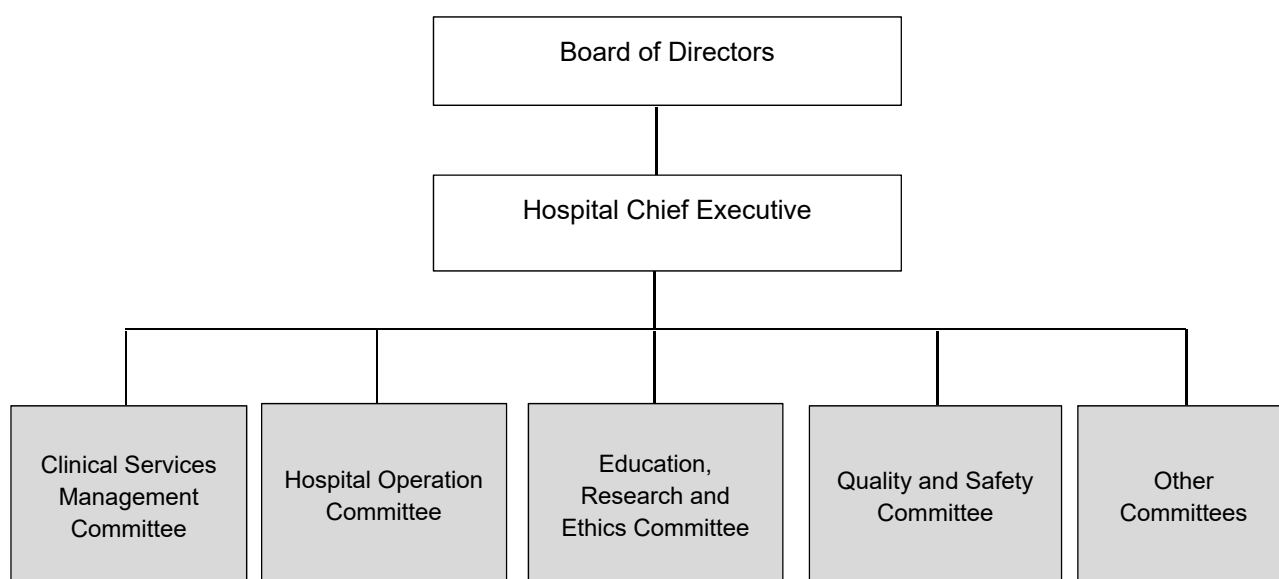 Board of Directors
Hospital Chief Executive
Clinical Services
Management
Committee
Hospital Operation
Committee
Education,
Research and
Ethics Committee
Quality and Safety
Committee
Other
Committees